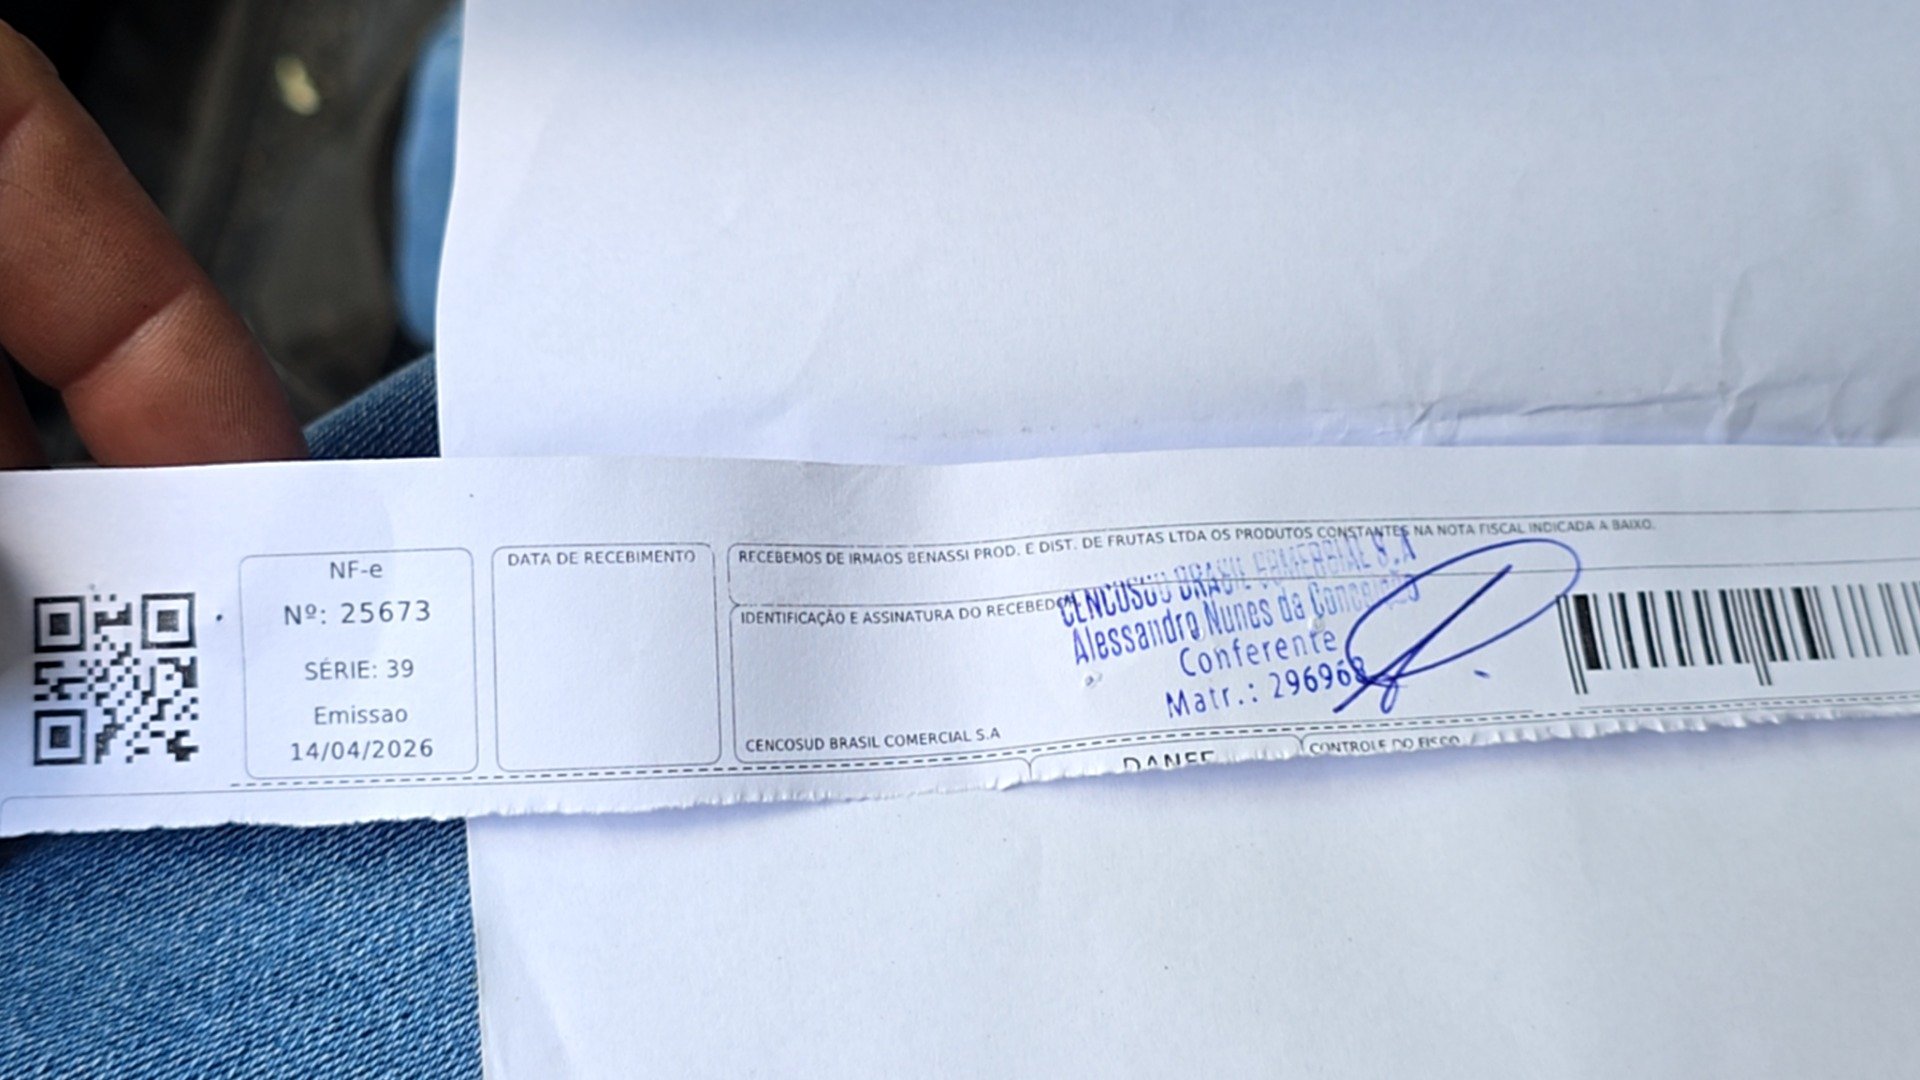 NF-e
Nº: 25673
SÉRIE: 39
Emissao
14/04/2026
DATA DE RECEBIMENTO
RECEBEMOS DE IRMAOS BENASSI PROD. E DIST. DE FRUTAS LTDA OS PRODUTOS CONSTANTES NA NOTA FISCAL INDICADA A BAIXO.
IDENTIFICAÇÃO E ASSINATURA DO RECEBEDOR
CENCOSUD BRASIL COMERCIAL S.A
Alessandro Nunes da Conceição
Conferente
Matr.: 296968
CENCOSUD BRASIL COMERCIAL S.A
DANFE
CONTROLE DO FISCO